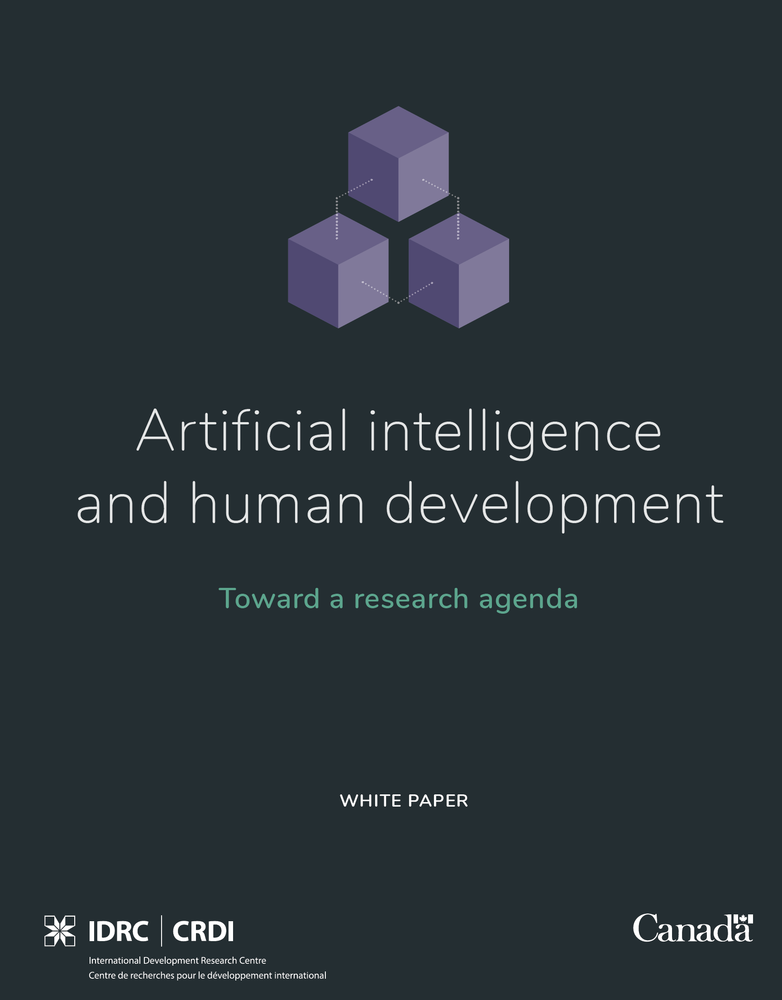 Artificial intelligence
and human development
Toward a research agenda
WHITE PAPER
IDRC | CRDI
International Development Research Centre
Centre de recherches pour le développement international
Canada